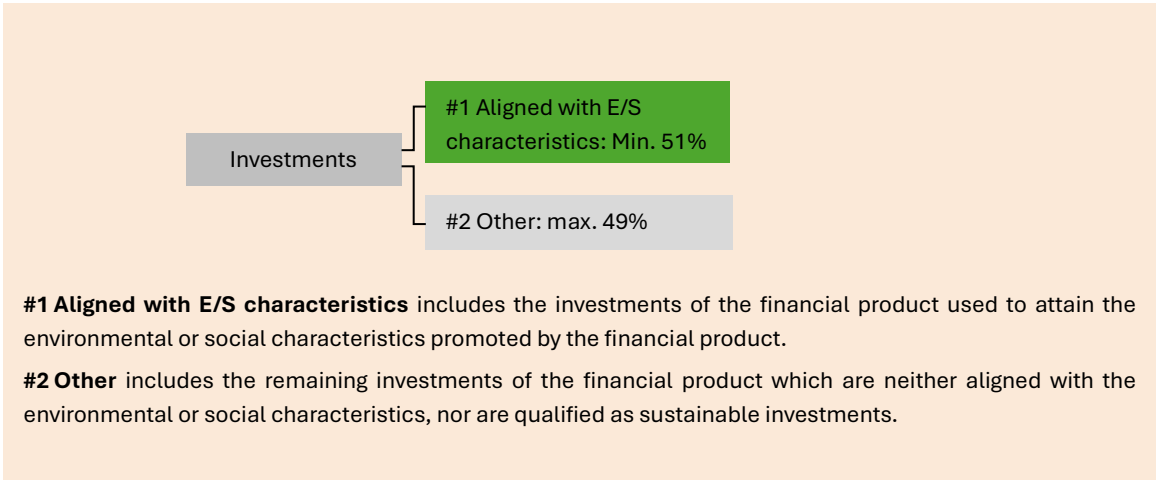 #1 Aligned with E/S
characteristics: Min. 51%
Investments
#2 Other: max. 49%
#1 Aligned with E/S characteristics includes the investments of the financial product used to attain the
environmental or social characteristics promoted by the financial product.
#2 Other includes the remaining investments of the financial product which are neither aligned with the
environmental or social characteristics, nor are qualified as sustainable investments.